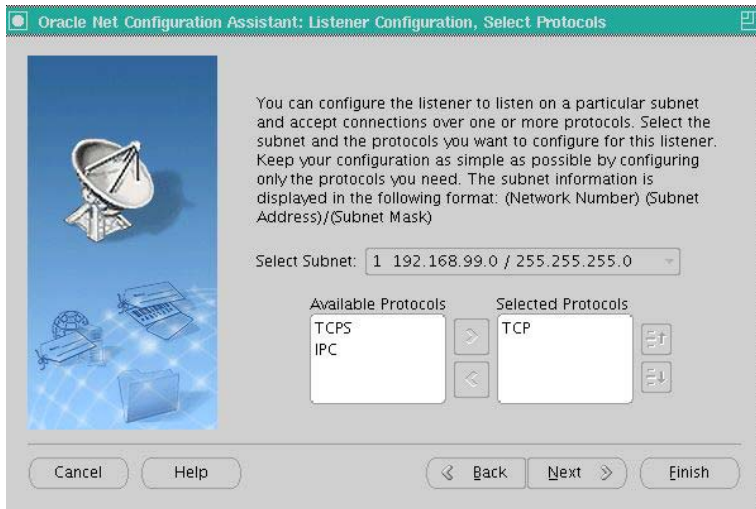 Oracle Net Configuration Assistant: Listener Configuration, Select Protocols
You can configure the listener to listen on a particular subnet
and accept connections over one or more protocols. Select the
subnet and the protocols you want to configure for this listener.
Keep your configuration as simple as possible by configuring
only the protocols you need. The subnet information is
displayed in the following format: (Network Number) (Subnet
Address)/(Subnet Mask)
Select Subnet: 1 192.168.99.0 / 255.255.255.0
Available Protocols Selected Protocols
TCPS TCP
IPC
Cancel Help Back Next Finish